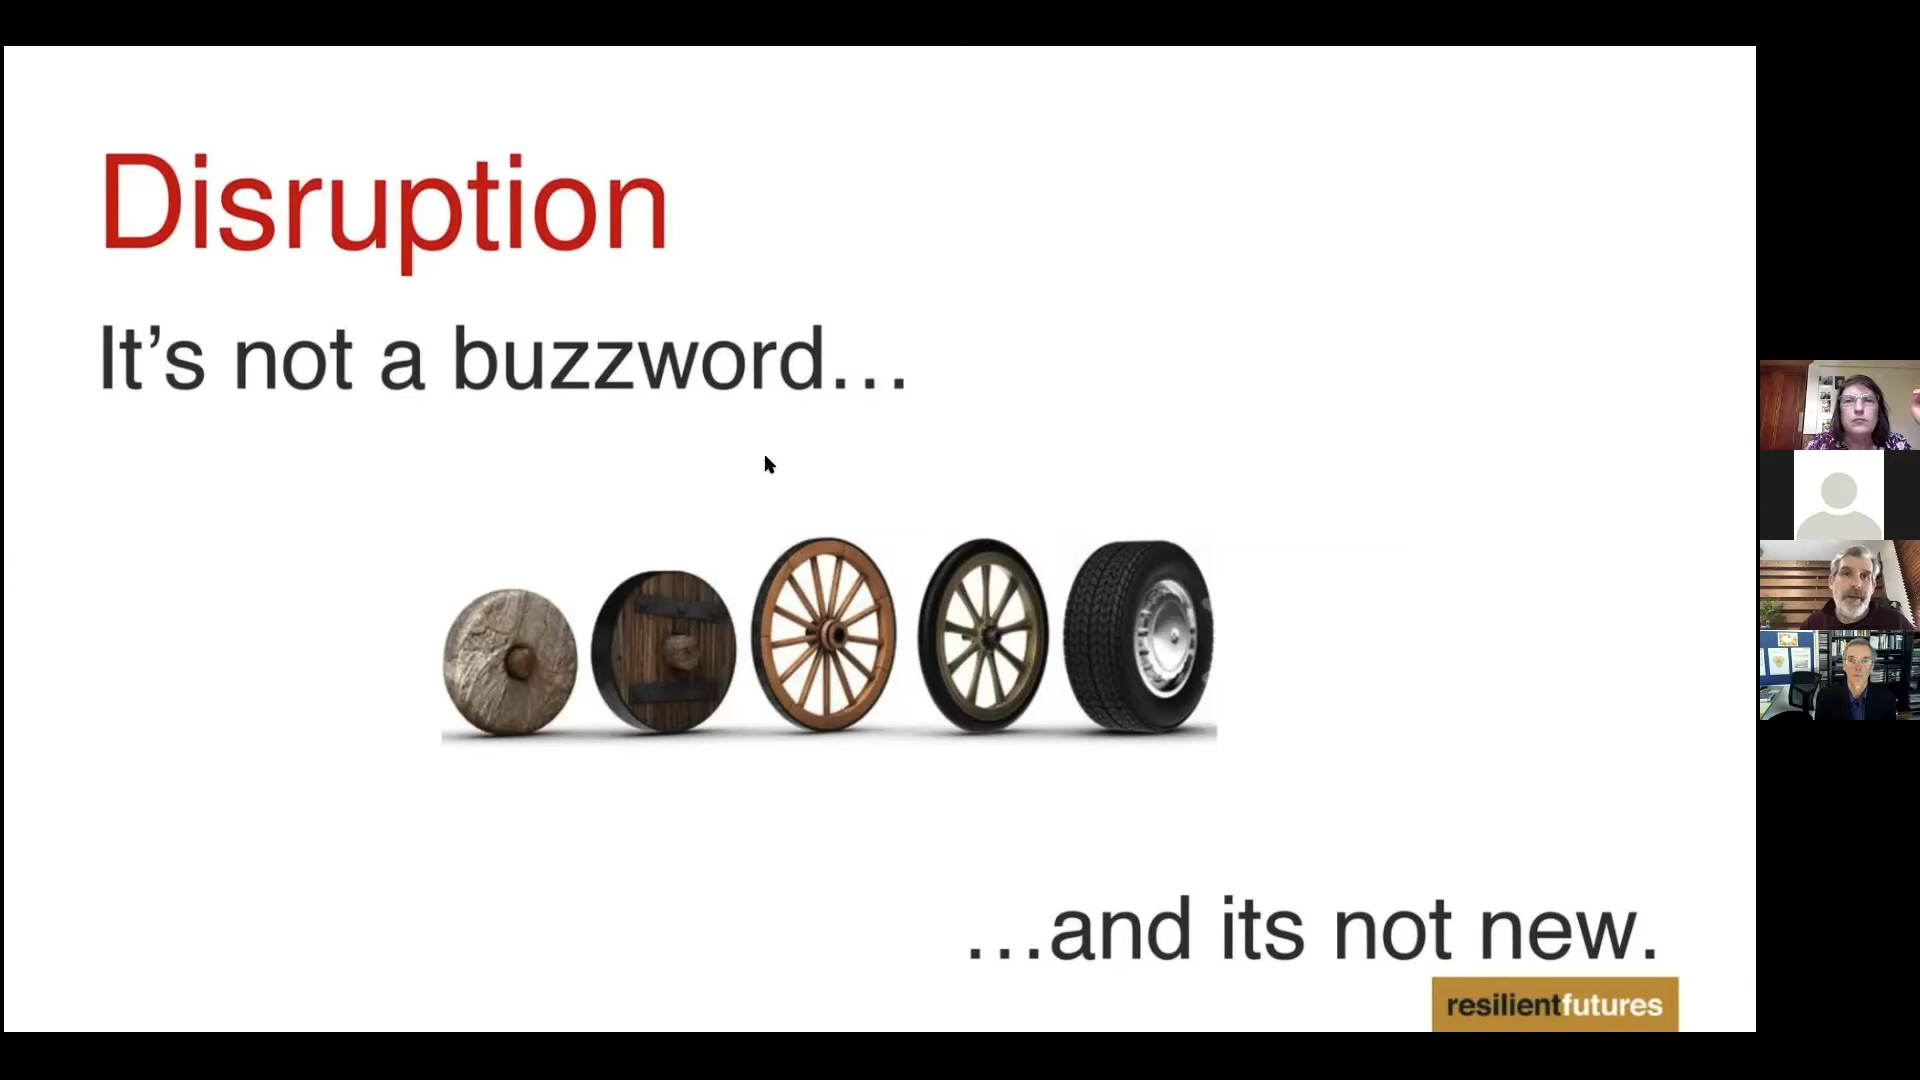 Disruption
It's not a buzzword...
...and its not new.
resilientfutures